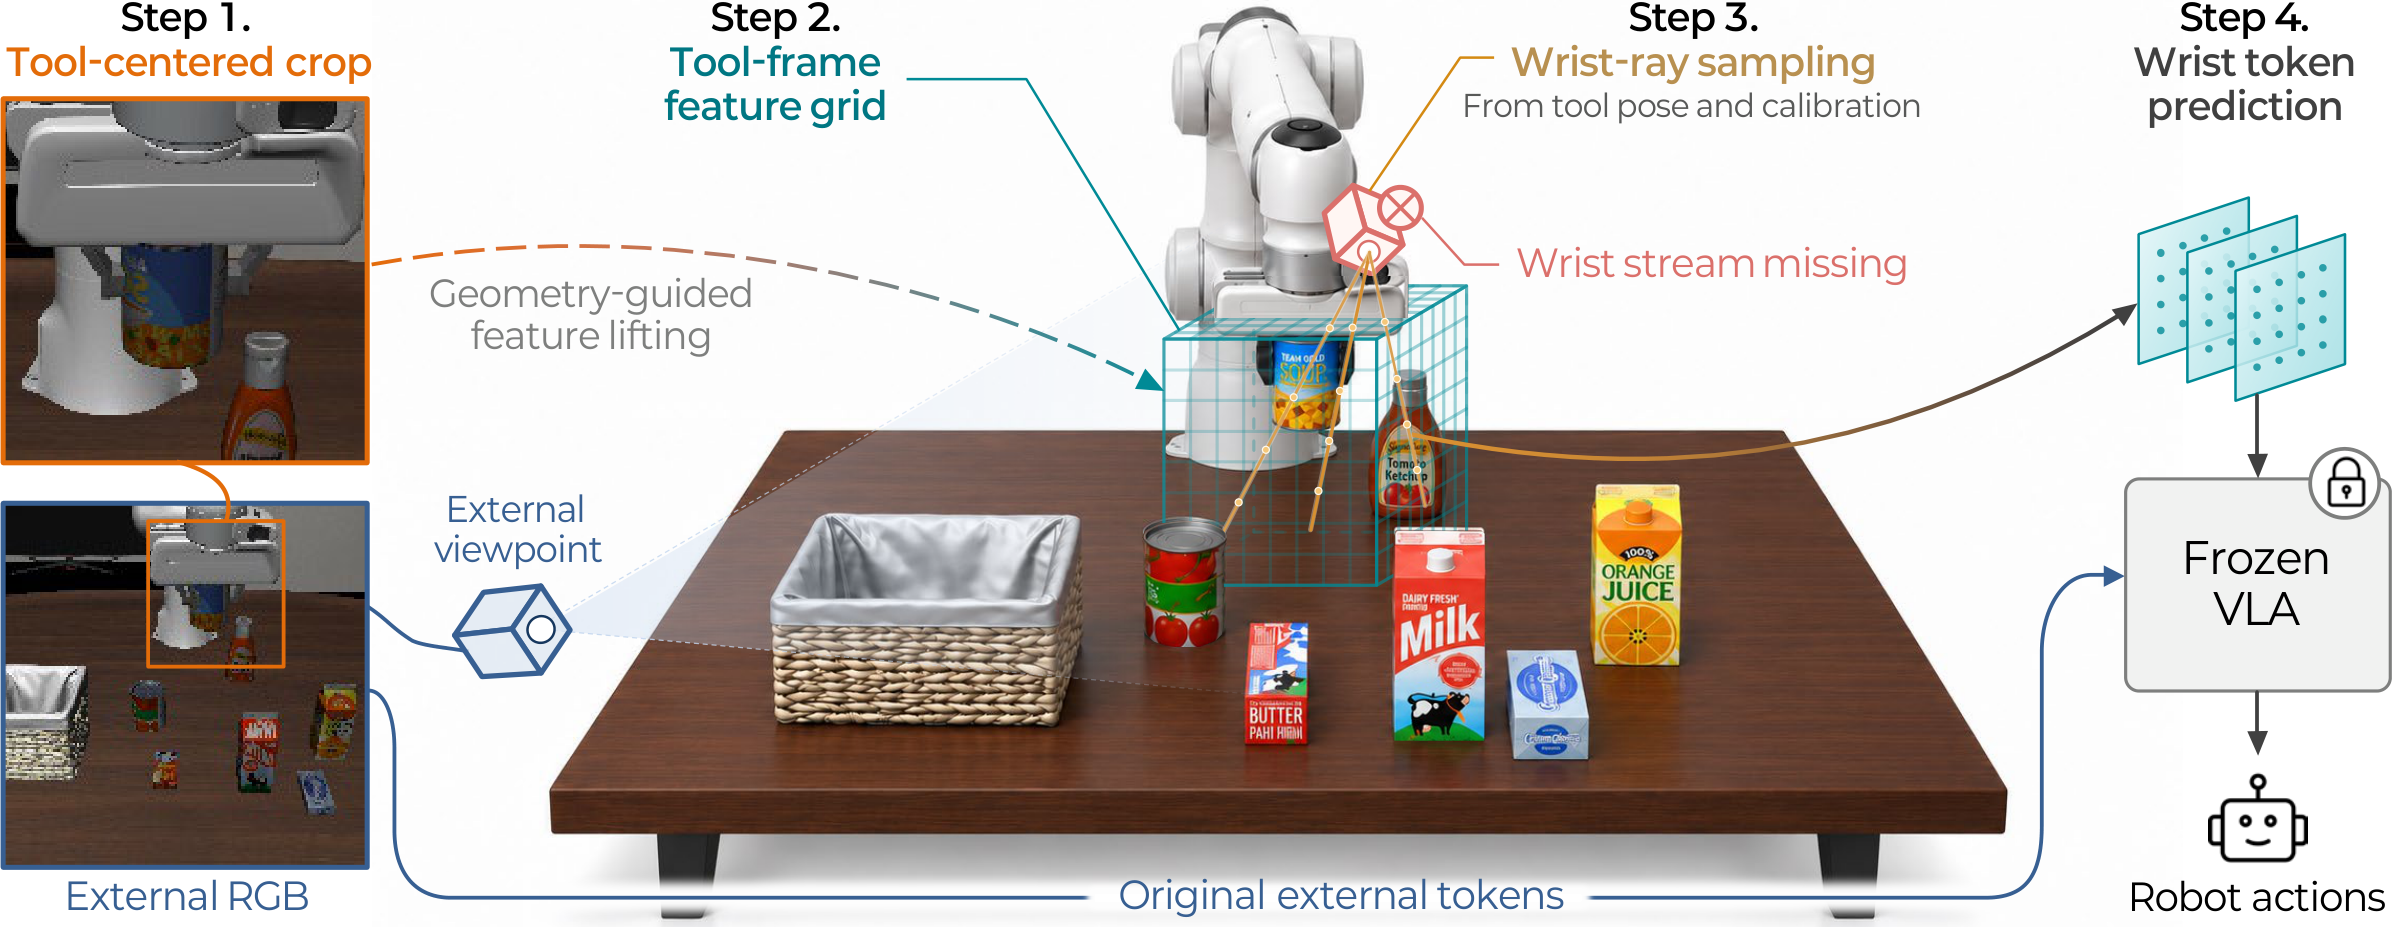 Step 1.
Tool-centered crop
Step 2.
Tool-frame
feature grid
Step 3.
Wrist-ray sampling
From tool pose and calibration
Step 4.
Wrist token
prediction
Wrist stream missing
Geometry-guided
feature lifting
External
viewpoint
SOUP
Tomato
Ketchup
100%
ORANGE
JUICE
DAIRY FRESH
Milk
BUTTER
Frozen
VLA
External RGB
Original external tokens
Robot actions